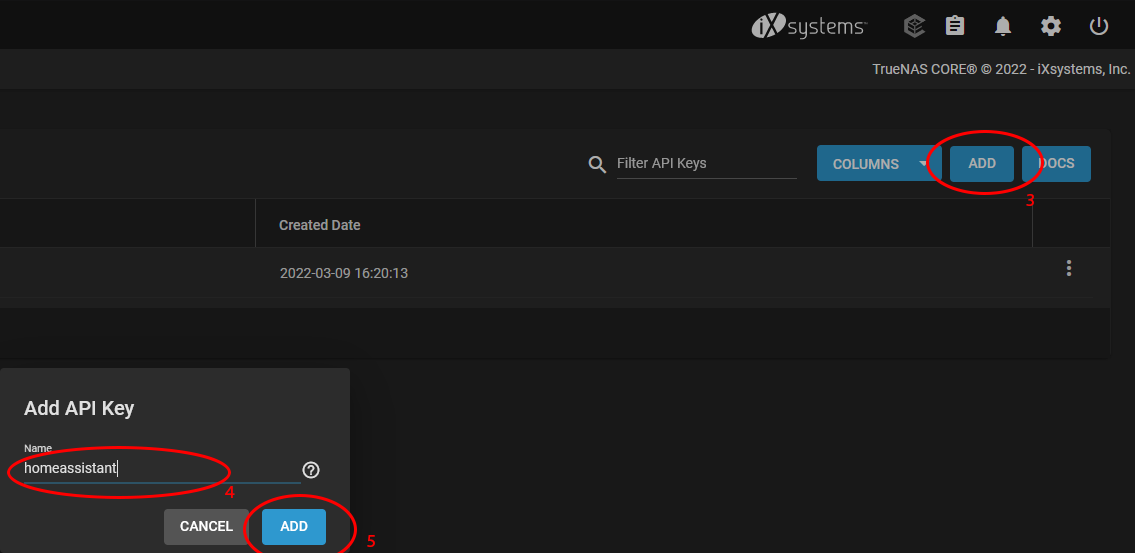 iXsystems™
TrueNAS CORE® © 2022 - iXsystems, Inc.
Filter API Keys
COLUMNS
ADD
DOCS
3
Created Date
2022-03-09 16:20:13
Add API Key
Name
homeassistant
4
CANCEL
ADD
5